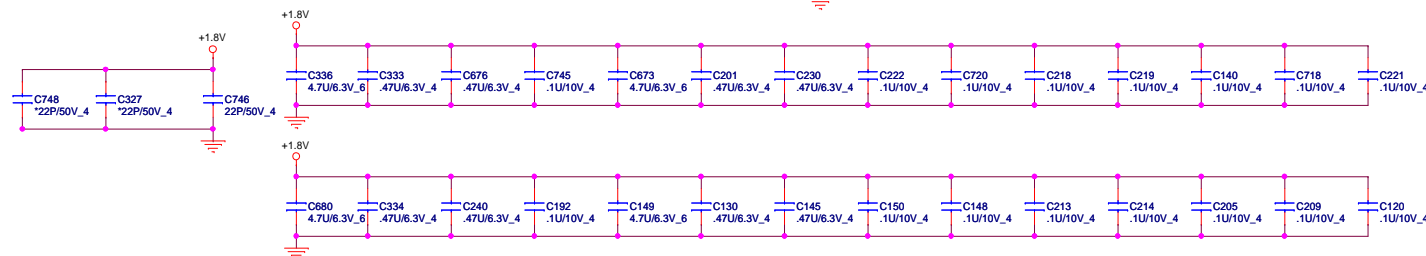 +1.8V
C336
4.7U/6.3V_6
C333
.47U/6.3V_4
C676
.47U/6.3V_4
C745
.1U/10V_4
C673
4.7U/6.3V_6
C201
.47U/6.3V_4
C230
.47U/6.3V_4
C222
.1U/10V_4
C720
.1U/10V_4
C218
.1U/10V_4
C219
.1U/10V_4
C140
.1U/10V_4
C718
.1U/10V_4
C221
.1U/10V_4
+1.8V
C748
*22P/50V_4
C327
*22P/50V_4
C746
22P/50V_4
+1.8V
C680
4.7U/6.3V_6
C334
.47U/6.3V_4
C240
.47U/6.3V_4
C192
.1U/10V_4
C149
4.7U/6.3V_6
C130
.47U/6.3V_4
C145
.47U/6.3V_4
C150
.1U/10V_4
C148
.1U/10V_4
C213
.1U/10V_4
C214
.1U/10V_4
C205
.1U/10V_4
C209
.1U/10V_4
C120
.1U/10V_4